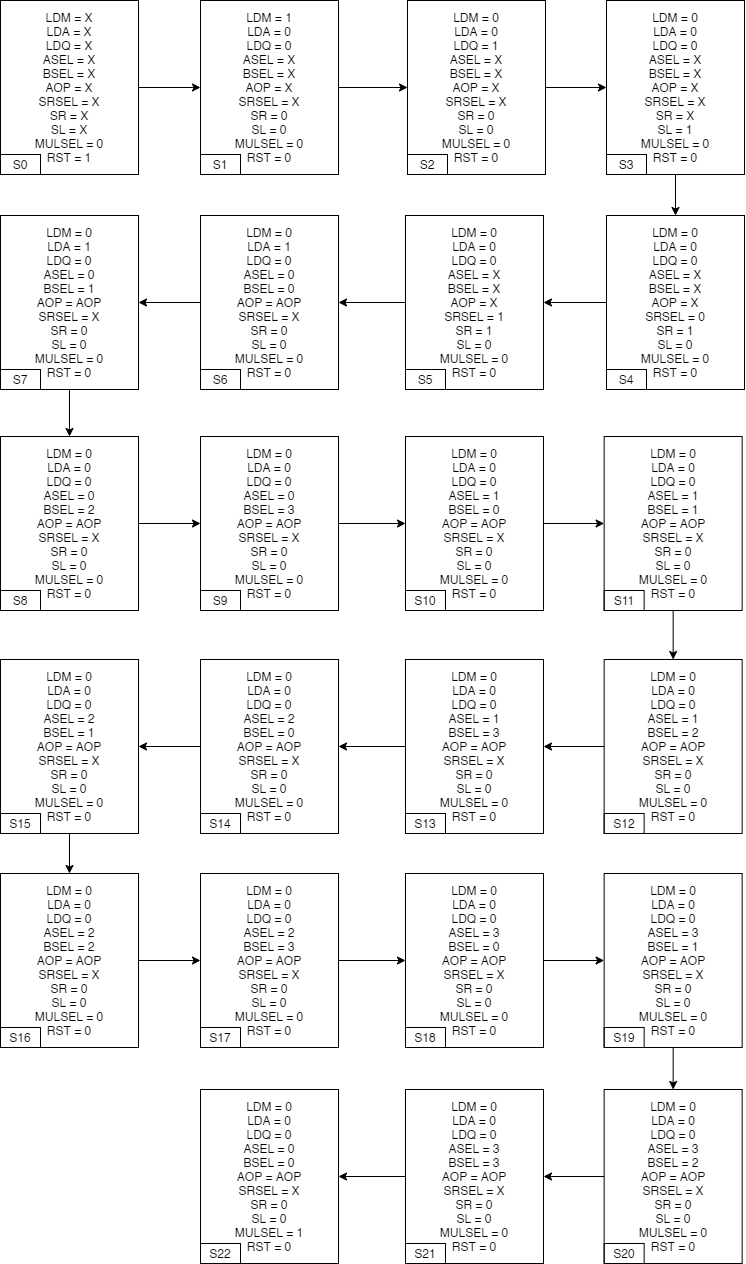 LDM = X
LDA = X
LDQ = X
ASEL = X
BSEL = X
AOP = X
SRSEL = X
SR = X
SL = X
MULSEL = 0
RST = 1
S0
LDM = 1
LDA = 0
LDQ = 0
ASEL = X
BSEL = X
AOP = X
SRSEL = X
SR = 0
SL = 0
MULSEL = 0
RST = 0
S1
LDM = 0
LDA = 0
LDQ = 1
ASEL = X
BSEL = X
AOP = X
SRSEL = X
SR = 0
SL = 0
MULSEL = 0
RST = 0
S2
LDM = 0
LDA = 0
LDQ = 0
ASEL = X
BSEL = X
AOP = X
SRSEL = X
SR = X
SL = 1
MULSEL = 0
RST = 0
S3
LDM = 0
LDA = 1
LDQ = 0
ASEL = 0
BSEL = 1
AOP = AOP
SRSEL = X
SR = 0
SL = 0
MULSEL = 0
RST = 0
S7
LDM = 0
LDA = 1
LDQ = 0
ASEL = 0
BSEL = 0
AOP = AOP
SRSEL = X
SR = 0
SL = 0
MULSEL = 0
RST = 0
S6
LDM = 0
LDA = 0
LDQ = 0
ASEL = X
BSEL = X
AOP = X
SRSEL = 1
SR = 1
SL = 0
MULSEL = 0
RST = 0
S5
LDM = 0
LDA = 0
LDQ = 0
ASEL = X
BSEL = X
AOP = X
SRSEL = 0
SR = 1
SL = 0
MULSEL = 0
RST = 0
S4
LDM = 0
LDA = 0
LDQ = 0
ASEL = 0
BSEL = 2
AOP = AOP
SRSEL = X
SR = 0
SL = 0
MULSEL = 0
RST = 0
S8
LDM = 0
LDA = 0
LDQ = 0
ASEL = 0
BSEL = 3
AOP = AOP
SRSEL = X
SR = 0
SL = 0
MULSEL = 0
RST = 0
S9
LDM = 0
LDA = 0
LDQ = 0
ASEL = 1
BSEL = 0
AOP = AOP
SRSEL = X
SR = 0
SL = 0
MULSEL = 0
RST = 0
S10
LDM = 0
LDA = 0
LDQ = 0
ASEL = 1
BSEL = 1
AOP = AOP
SRSEL = X
SR = 0
SL = 0
MULSEL = 0
RST = 0
S11
LDM = 0
LDA = 0
LDQ = 0
ASEL = 2
BSEL = 1
AOP = AOP
SRSEL = X
SR = 0
SL = 0
MULSEL = 0
RST = 0
S15
LDM = 0
LDA = 0
LDQ = 0
ASEL = 2
BSEL = 0
AOP = AOP
SRSEL = X
SR = 0
SL = 0
MULSEL = 0
RST = 0
S14
LDM = 0
LDA = 0
LDQ = 0
ASEL = 1
BSEL = 3
AOP = AOP
SRSEL = X
SR = 0
SL = 0
MULSEL = 0
RST = 0
S13
LDM = 0
LDA = 0
LDQ = 0
ASEL = 1
BSEL = 2
AOP = AOP
SRSEL = X
SR = 0
SL = 0
MULSEL = 0
RST = 0
S12
LDM = 0
LDA = 0
LDQ = 0
ASEL = 2
BSEL = 2
AOP = AOP
SRSEL = X
SR = 0
SL = 0
MULSEL = 0
RST = 0
S16
LDM = 0
LDA = 0
LDQ = 0
ASEL = 2
BSEL = 3
AOP = AOP
SRSEL = X
SR = 0
SL = 0
MULSEL = 0
RST = 0
S17
LDM = 0
LDA = 0
LDQ = 0
ASEL = 3
BSEL = 0
AOP = AOP
SRSEL = X
SR = 0
SL = 0
MULSEL = 0
RST = 0
S18
LDM = 0
LDA = 0
LDQ = 0
ASEL = 3
BSEL = 1
AOP = AOP
SRSEL = X
SR = 0
SL = 0
MULSEL = 0
RST = 0
S19
LDM = 0
LDA = 0
LDQ = 0
ASEL = 0
BSEL = 0
AOP = AOP
SRSEL = X
SR = 0
SL = 0
MULSEL = 1
RST = 0
S22
LDM = 0
LDA = 0
LDQ = 0
ASEL = 3
BSEL = 3
AOP = AOP
SRSEL = X
SR = 0
SL = 0
MULSEL = 0
RST = 0
S21
LDM = 0
LDA = 0
LDQ = 0
ASEL = 3
BSEL = 2
AOP = AOP
SRSEL = X
SR = 0
SL = 0
MULSEL = 0
RST = 0
S20